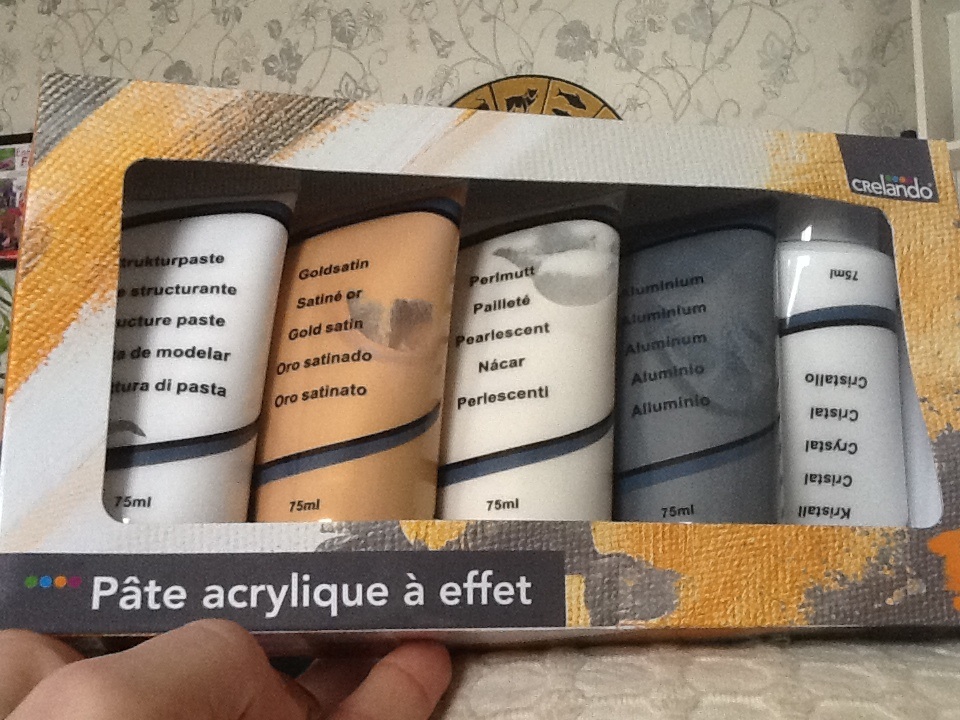 CRelando
trukturpaste
e structurante
ucture paste
a de modelar
tura di pasta
75ml
Goldsatin
Satiné or
Gold satin
Oro satinado
Oro satinato
75ml
Perlmutt
Pailleté
Pearlescent
Nácar
Perlescenti
75ml
Aluminium
Aluminium
Aluminum
Aluminio
Alluminio
75ml
Kristall
Cristal
Crystal
Cristal
Cristallo
75ml
Pâte acrylique à effet